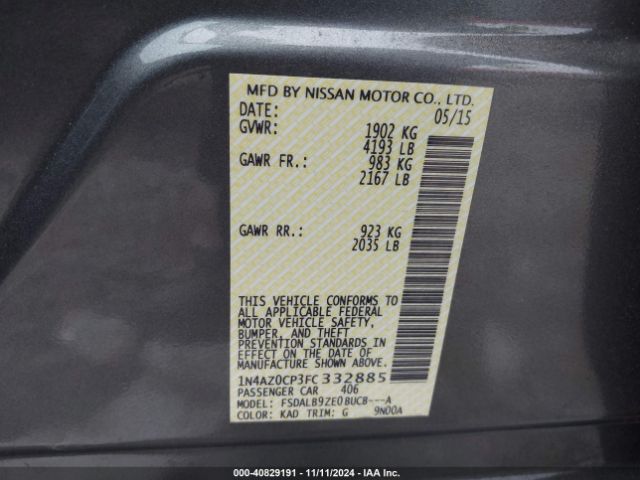 MFD BY NISSAN MOTOR CO., LTD.
DATE: 05/15
GVWR: 1902 KG
4193 LB
GAWR FR.: 983 KG
2167 LB
GAWR RR.: 923 KG
2035 LB
THIS VEHICLE CONFORMS TO
ALL APPLICABLE FEDERAL
MOTOR VEHICLE SAFETY,
BUMPER, AND THEFT
PREVENTION STANDARDS IN
EFFECT ON THE DATE OF
MANUFACTURE SHOWN ABOVE.
1N4AZ0CP3FC332885
PASSENGER CAR 406
MODEL: FSDALB9ZE0BUCB---A
COLOR: KAD TRIM: G 9N00A
000-40829191 - 11/11/2024 - IAA Inc.